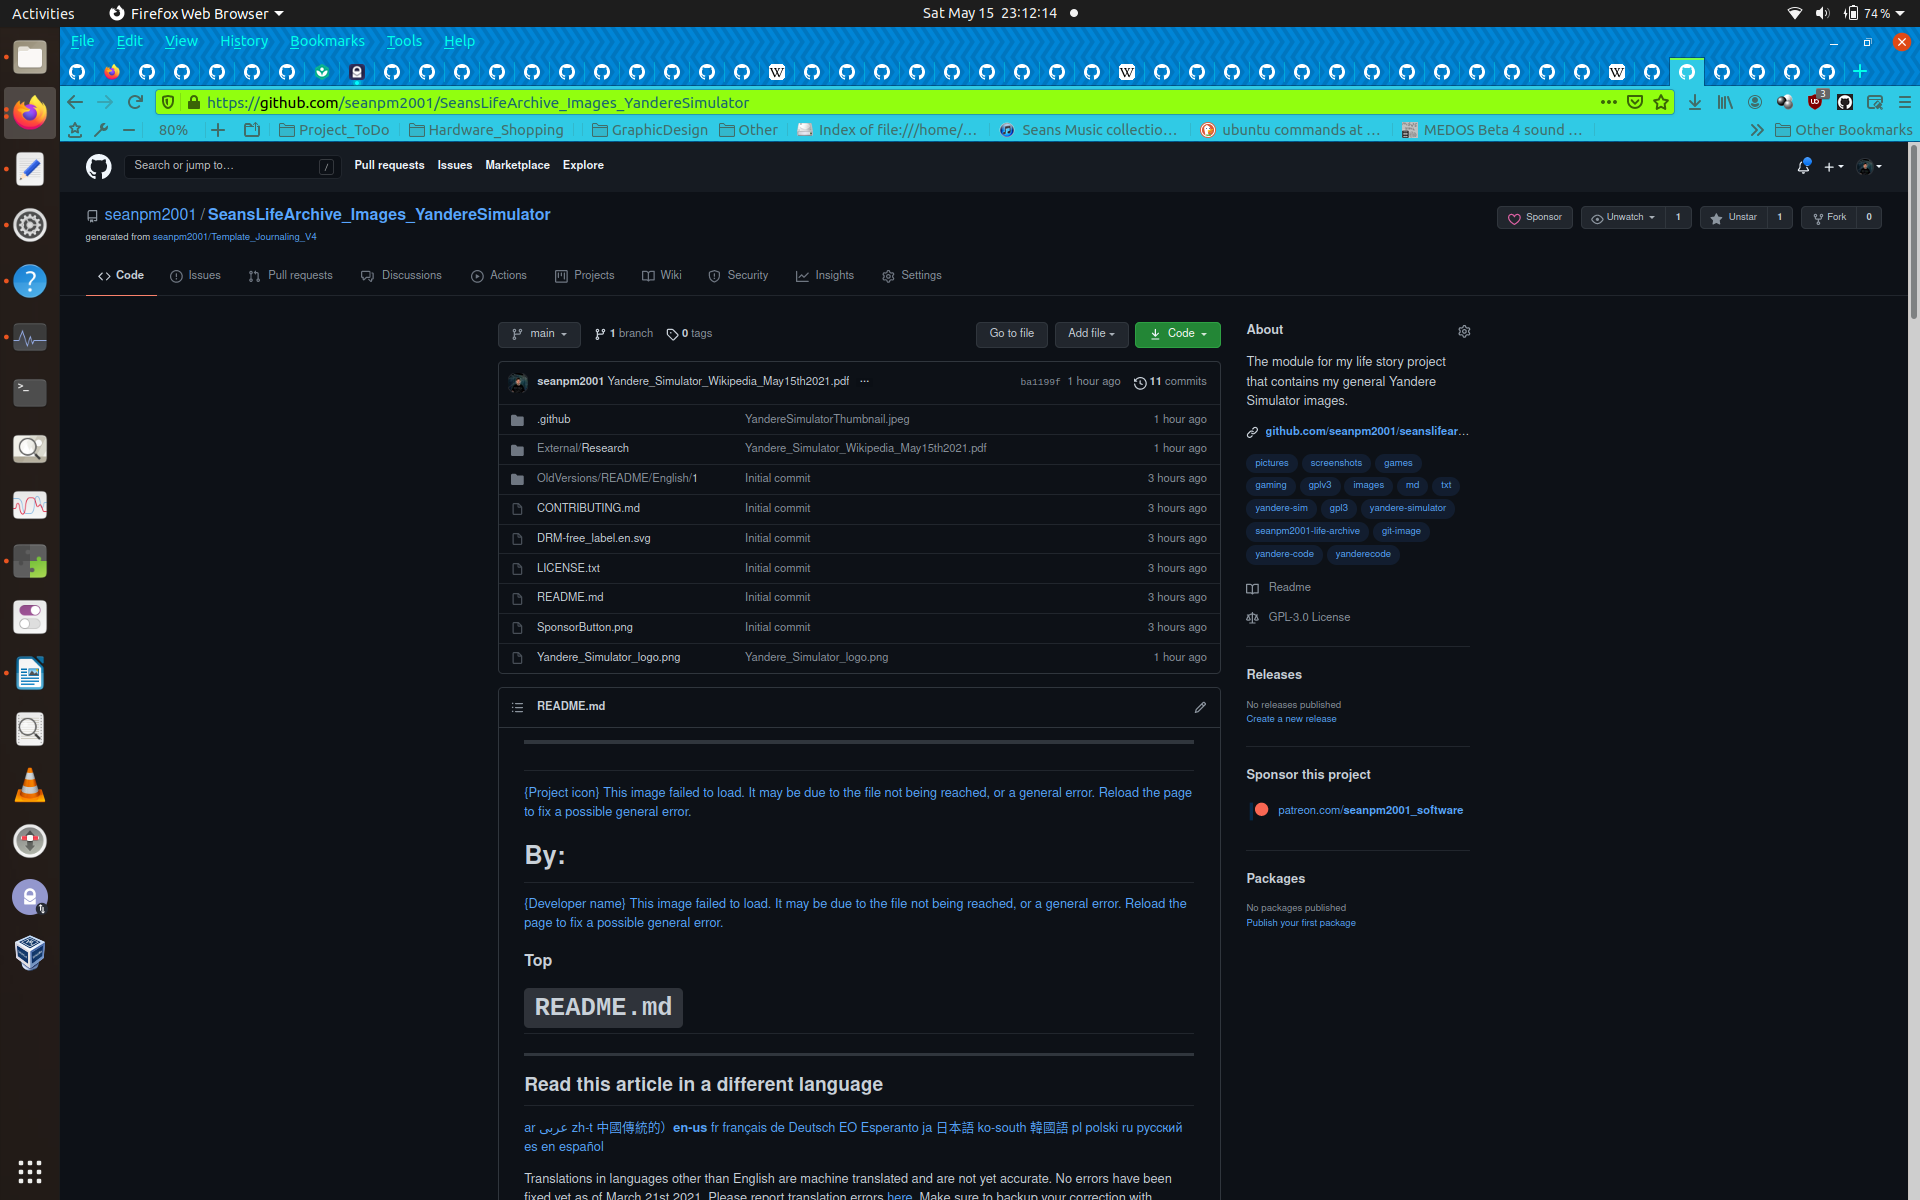 Activities
Firefox Web Browser
Sat May 15 23:12:14
74 %
File Edit View History Bookmarks Tools Help
https://github.com/seanpm2001/SeansLifeArchive_Images_YandereSimulator
3
80%
Project_ToDo
Hardware_Shopping
GraphicDesign
Other
Index of file:///home/…
Seans Music collectio…
ubuntu commands at …
MEDOS Beta 4 sound …
Other Bookmarks
Search or jump to…
/
Pull requests Issues Marketplace Explore
seanpm2001 / SeansLifeArchive_Images_YandereSimulator
Sponsor
Unwatch 1
Unstar 1
Fork 0
generated from seanpm2001/Template_Journaling_V4
Code Issues Pull requests Discussions Actions Projects Wiki Security Insights Settings
main 1 branch 0 tags
Go to file Add file Code
seanpm2001 Yandere_Simulator_Wikipedia_May15th2021.pdf ... ba1199f 1 hour ago 11 commits
.github YandereSimulatorThumbnail.jpeg 1 hour ago
External/Research Yandere_Simulator_Wikipedia_May15th2021.pdf 1 hour ago
OldVersions/README/English/1 Initial commit 3 hours ago
CONTRIBUTING.md Initial commit 3 hours ago
DRM-free_label.en.svg Initial commit 3 hours ago
LICENSE.txt Initial commit 3 hours ago
README.md Initial commit 3 hours ago
SponsorButton.png Initial commit 3 hours ago
Yandere_Simulator_logo.png Yandere_Simulator_logo.png 1 hour ago
README.md
{Project icon} This image failed to load. It may be due to the file not being reached, or a general error. Reload the page
to fix a possible general error.
By:
{Developer name} This image failed to load. It may be due to the file not being reached, or a general error. Reload the
page to fix a possible general error.
Top
README.md
Read this article in a different language
ar عربى zh-t 中國傳統的） en-us fr français de Deutsch EO Esperanto ja 日本語 ko-south 韓國語 pl polski ru русский
es en español
Translations in languages other than English are machine translated and are not yet accurate. No errors have been
fixed yet as of March 21st 2021. Please report translation errors here. Make sure to backup your correction with
About
The module for my life story project
that contains my general Yandere
Simulator images.
github.com/seanpm2001/seanslifear…
pictures screenshots games
gaming gplv3 images md txt
yandere-sim gpl3 yandere-simulator
seanpm2001-life-archive git-image
yandere-code yanderecode
Readme
GPL-3.0 License
Releases
No releases published
Create a new release
Sponsor this project
patreon.com/seanpm2001_software
Packages
No packages published
Publish your first package